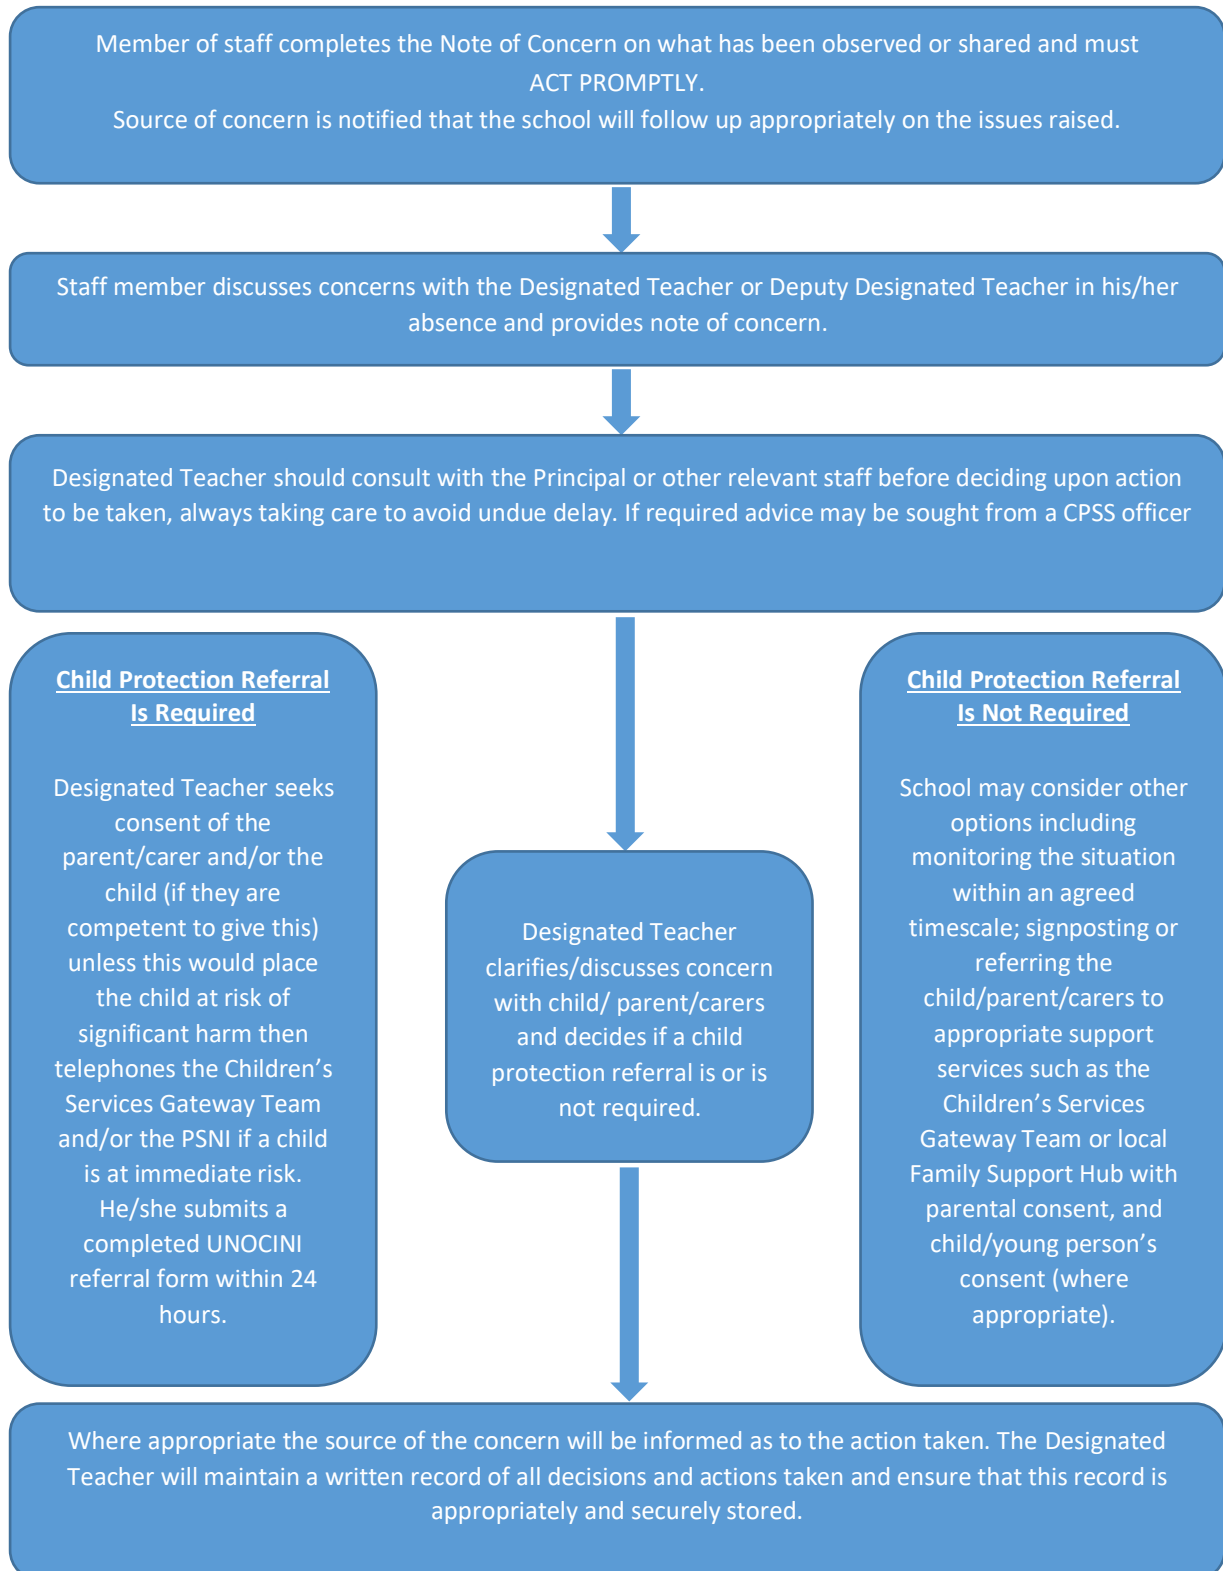 Member of staff completes the Note of Concern on what has been observed or shared and must
ACT PROMPTLY.
Source of concern is notified that the school will follow up appropriately on the issues raised.
Staff member discusses concerns with the Designated Teacher or Deputy Designated Teacher in his/her
absence and provides note of concern.
Designated Teacher should consult with the Principal or other relevant staff before deciding upon action
to be taken, always taking care to avoid undue delay. If required advice may be sought from a CPSS officer
Child Protection Referral
Is Required
Designated Teacher seeks
consent of the
parent/carer and/or the
child (if they are
competent to give this)
unless this would place
the child at risk of
significant harm then
telephones the Children’s
Services Gateway Team
and/or the PSNI if a child
is at immediate risk.
He/she submits a
completed UNOCINI
referral form within 24
hours.
Designated Teacher
clarifies/discusses concern
with child/ parent/carers
and decides if a child
protection referral is or is
not required.
Child Protection Referral
Is Not Required
School may consider other
options including
monitoring the situation
within an agreed
timescale; signposting or
referring the
child/parent/carers to
appropriate support
services such as the
Children’s Services
Gateway Team or local
Family Support Hub with
parental consent, and
child/young person’s
consent (where
appropriate).
Where appropriate the source of the concern will be informed as to the action taken. The Designated
Teacher will maintain a written record of all decisions and actions taken and ensure that this record is
appropriately and securely stored.